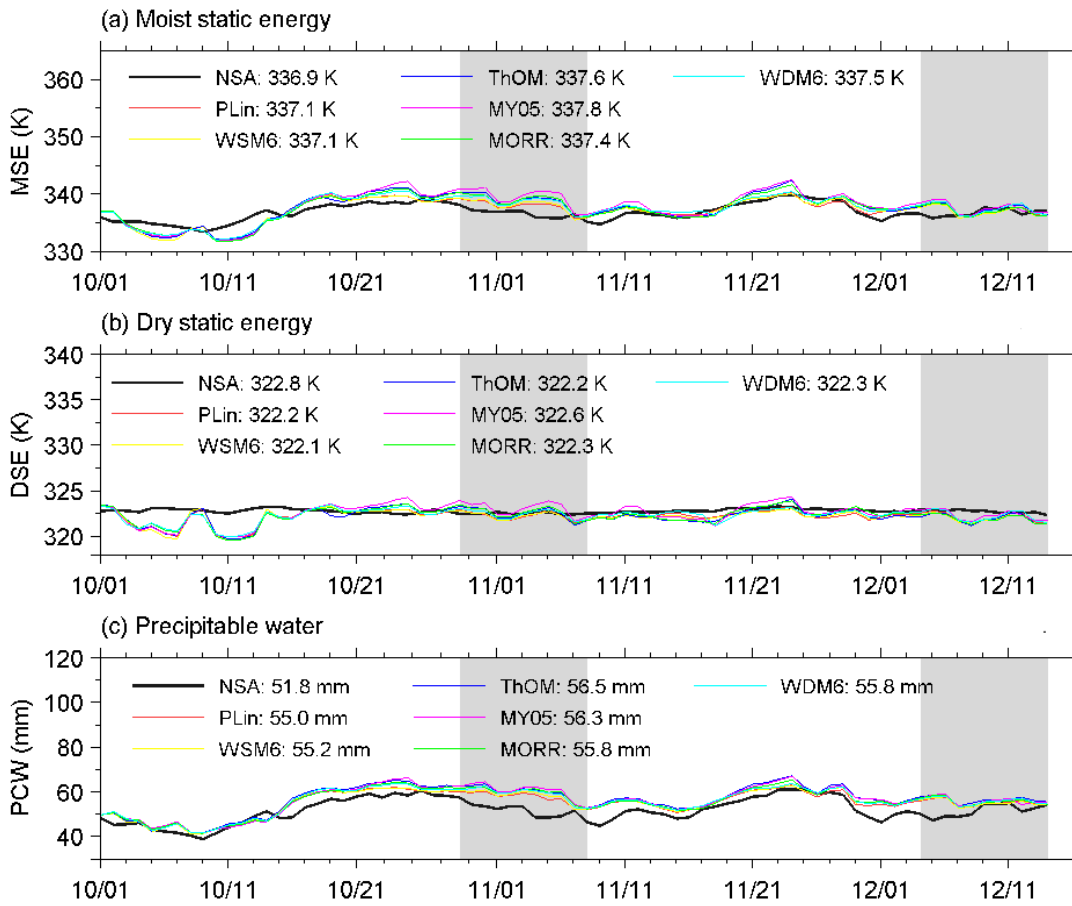 (a) Moist static energy
MSE (K)
360
350
340
330
NSA: 336.9 K
ThOM: 337.6 K
WDM6: 337.5 K
PLin: 337.1 K
MY05: 337.8 K
WSM6: 337.1 K
MORR: 337.4 K
10/01 10/11 10/21 11/01 11/11 11/21 12/01 12/11
(b) Dry static energy
DSE (K)
340
335
330
325
320
NSA: 322.8 K
ThOM: 322.2 K
WDM6: 322.3 K
PLin: 322.2 K
MY05: 322.6 K
WSM6: 322.1 K
MORR: 322.3 K
10/01 10/11 10/21 11/01 11/11 11/21 12/01 12/11
(c) Precipitable water
PCW (mm)
120
100
80
60
40
NSA: 51.8 mm
ThOM: 56.5 mm
WDM6: 55.8 mm
PLin: 55.0 mm
MY05: 56.3 mm
WSM6: 55.2 mm
MORR: 55.8 mm
10/01 10/11 10/21 11/01 11/11 11/21 12/01 12/11